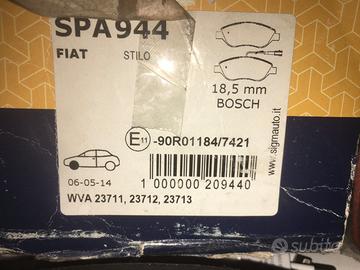 SPA944
FIAT STILO
18,5 mm
BOSCH
E11 -90R01184/7421
06-05-14
1 000000 209440
WVA 23711, 23712, 23713
www.sigmauto.it
subito